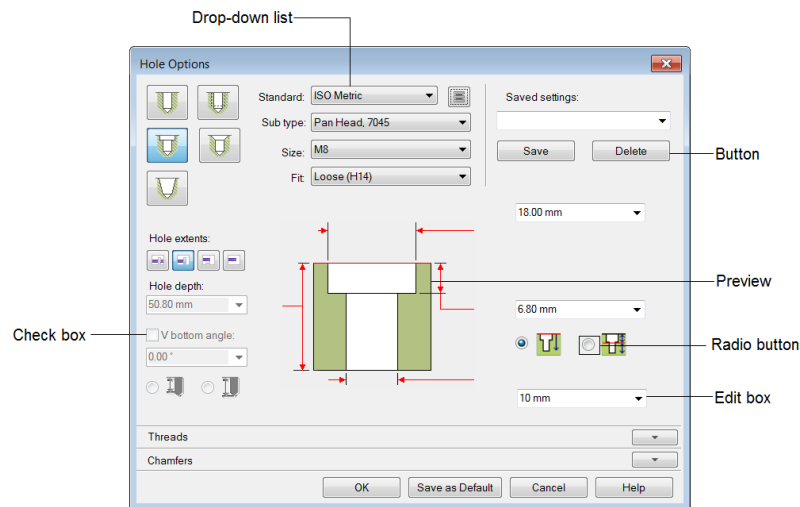 Drop-down list
Hole Options
Standard: ISO Metric
Saved settings:
Sub type: Pan Head, 7045
Size: M8
Save Delete
Button
Fit: Loose (H14)
18.00 mm
Hole extents:
Preview
Hole depth:
50.80 mm
6.80 mm
Check box
V bottom angle:
Radio button
0.00 °
10 mm
Edit box
Threads
Chamfers
OK Save as Default Cancel Help